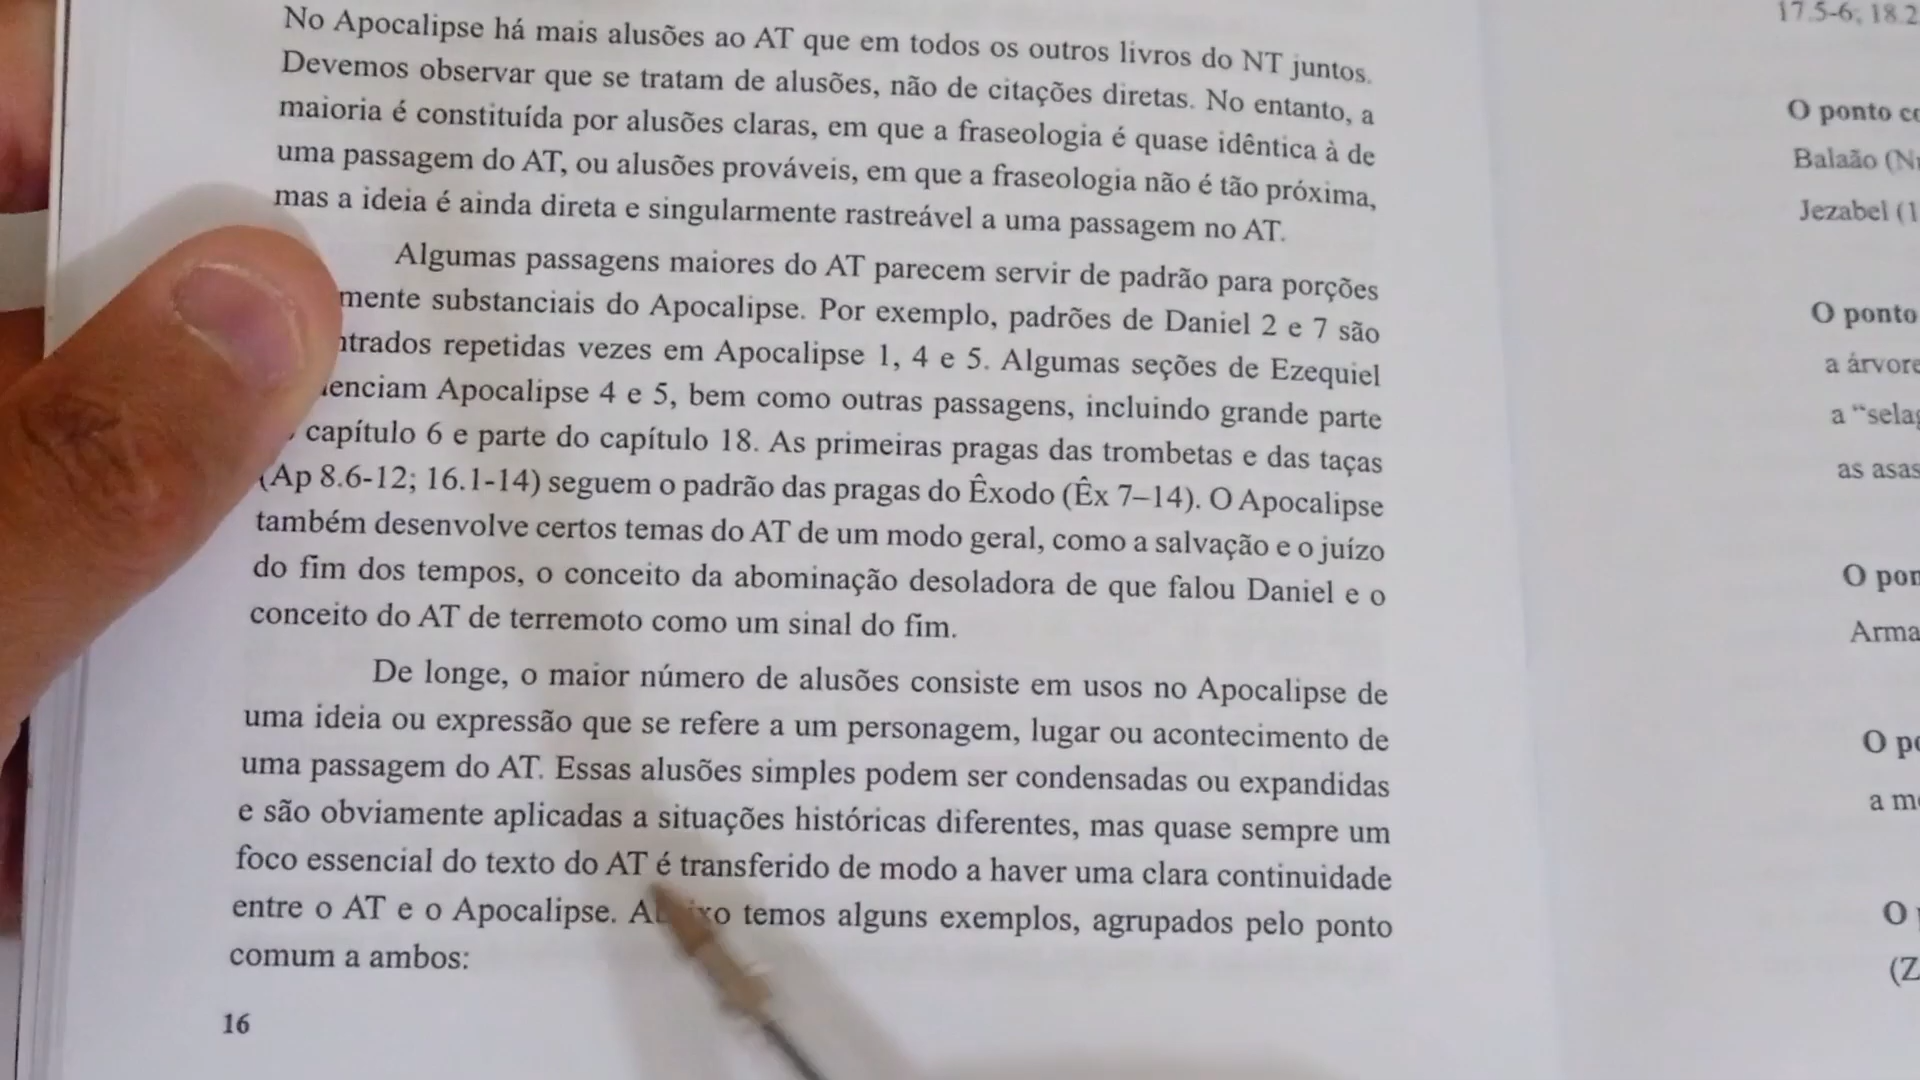 No Apocalipse há mais alusões ao AT que em todos os outros livros do NT juntos.
Devemos observar que se tratam de alusões, não de citações diretas. No entanto, a
maioria é constituída por alusões claras, em que a fraseologia é quase idêntica à de
uma passagem do AT, ou alusões prováveis, em que a fraseologia não é tão próxima,
mas a ideia é ainda direta e singularmente rastreável a uma passagem no AT.
Algumas passagens maiores do AT parecem servir de padrão para porções
mente substanciais do Apocalipse. Por exemplo, padrões de Daniel 2 e 7 são
repetidas vezes em Apocalipse 1, 4 e 5. Algumas seções de Ezequiel
Apocalipse 4 e 5, bem como outras passagens, incluindo grande parte
capítulo 6 e parte do capítulo 18. As primeiras pragas das trombetas e das taças
(Ap 8.6-12; 16.1-14) seguem o padrão das pragas do Êxodo (Êx 7–14). O Apocalipse
também desenvolve certos temas do AT de um modo geral, como a salvação e o juízo
do fim dos tempos, o conceito da abominação desoladora de que falou Daniel e o
conceito do AT de terremoto como um sinal do fim.
De longe, o maior número de alusões consiste em usos no Apocalipse de
uma ideia ou expressão que se refere a um personagem, lugar ou acontecimento de
uma passagem do AT. Essas alusões simples podem ser condensadas ou expandidas
e são obviamente aplicadas a situações históricas diferentes, mas quase sempre um
foco essencial do texto do AT é transferido de modo a haver uma clara continuidade
entre o AT e o Apocalipse. temos alguns exemplos, agrupados pelo ponto
comum a ambos:
16
17.5-6; 18.2
O ponto
Balaão
Jezabel (1
O ponto
a
a
as asas
O
O
a
O
(Z